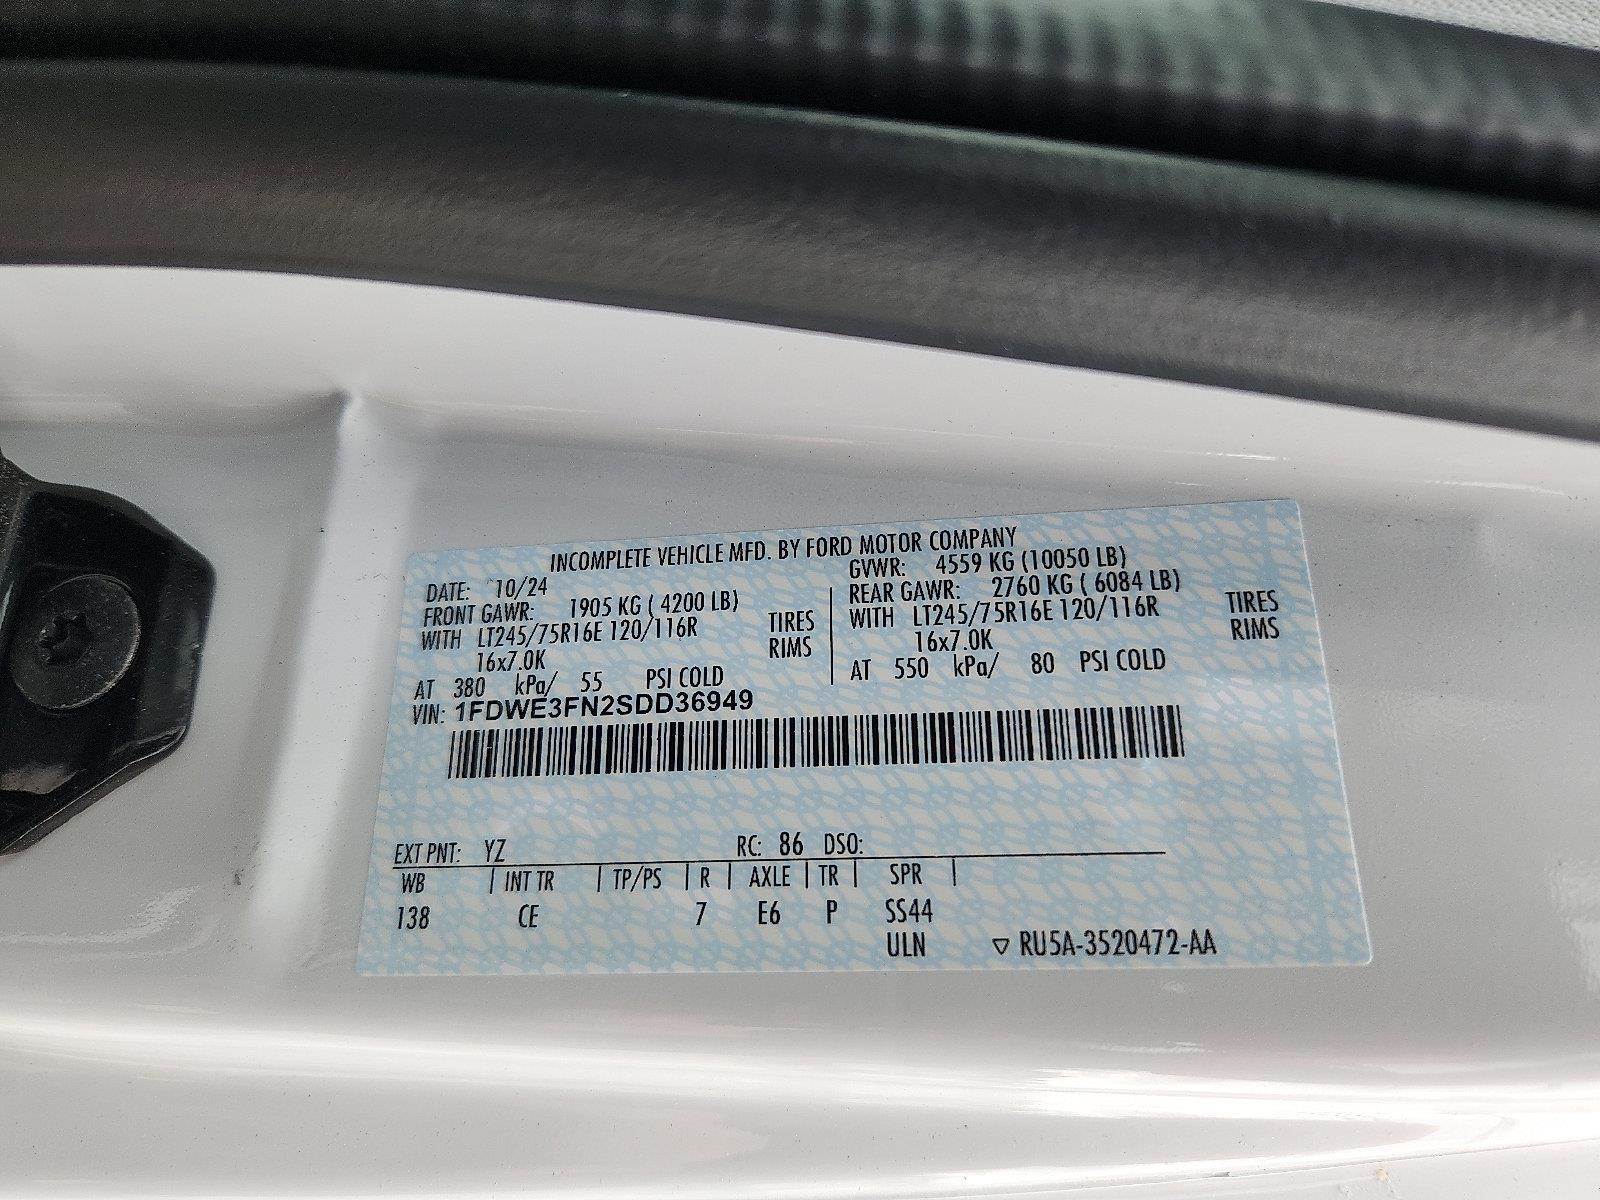 INCOMPLETE VEHICLE MFD. BY FORD MOTOR COMPANY
DATE: 10/24
FRONT GAWR: 1905 KG ( 4200 LB)
WITH LT245/75R16E 120/116R TIRES
16x7.0K RIMS
AT 380 kPa/ 55 PSI COLD
GVWR: 4559 KG (10050 LB)
REAR GAWR: 2760 KG ( 6084 LB)
WITH LT245/75R16E 120/116R TIRES
16x7.0K RIMS
AT 550 kPa/ 80 PSI COLD
VIN: 1FDWE3FN2SDD36949
EXT PNT: YZ RC: 86 DSO:
WB | INT TR | TP/PS | R | AXLE | TR | SPR |
138 CE 7 E6 P SS44
ULN ▽ RU5A-3520472-AA